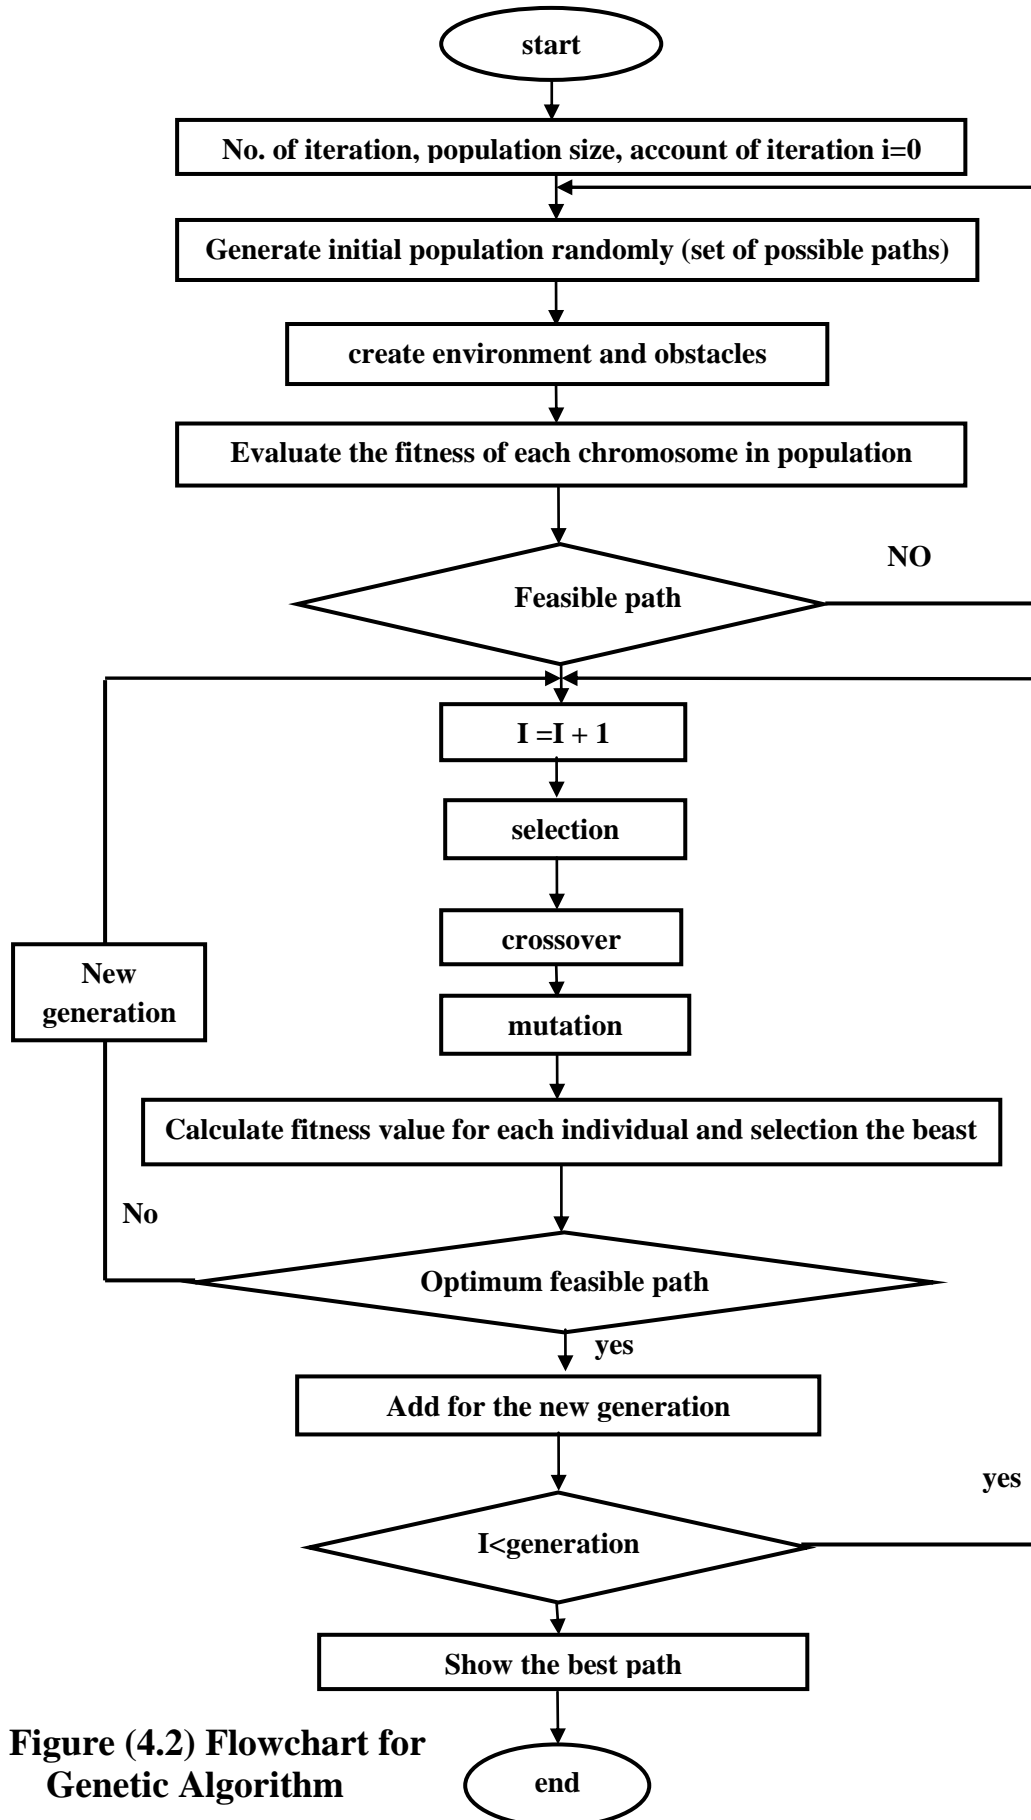 start
No. of iteration, population size, account of iteration i=0
Generate initial population randomly (set of possible paths)
create environment and obstacles
Evaluate the fitness of each chromosome in population
NO
Feasible path
I =I + 1
selection
crossover
New
generation
mutation
Calculate fitness value for each individual and selection the beast
No
Optimum feasible path
yes
Add for the new generation
yes
I<generation
Show the best path
Figure (4.2) Flowchart for
Genetic Algorithm
end